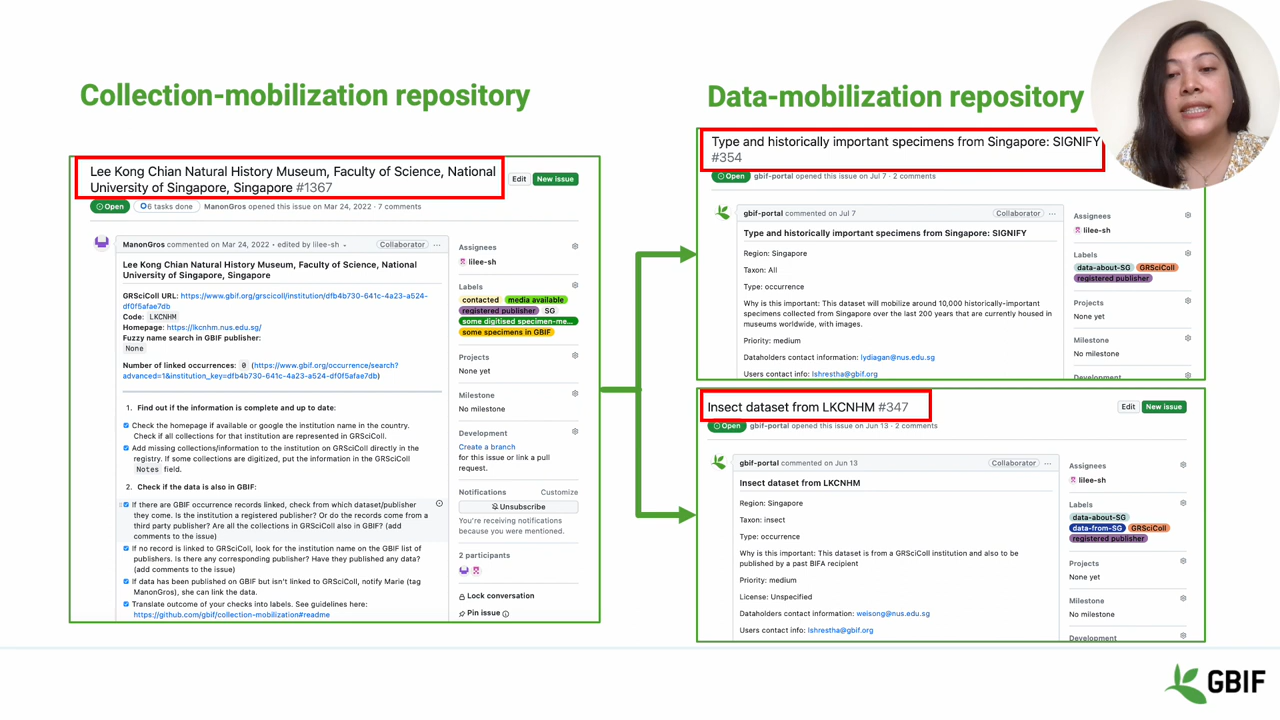 Collection-mobilization repository
Lee Kong Chian Natural History Museum, Faculty of Science, National
University of Singapore, Singapore #1367
Edit
New issue
Open
6 tasks done
ManonGros opened this issue on Mar 24, 2022 · 7 comments
ManonGros commented on Mar 24, 2022 • edited by lilee-sh
Collaborator
Lee Kong Chian Natural History Museum, Faculty of Science, National
University of Singapore, Singapore
GRSciColl URL: https://www.gbif.org/grscicoll/institution/dfb4b730-641c-4a23-a524-
df0f5afae7db
Code: LKCNHM
Homepage: https://lkcnhm.nus.edu.sg/
Fuzzy name search in GBIF publisher:
None
Number of linked occurrences: 0 (https://www.gbif.org/occurrence/search?
advanced=1&institution_key=dfb4b730-641c-4a23-a524-df0f5afae7db)
1. Find out if the information is complete and up to date:
Check the homepage if available or google the institution name in the country.
Check if all collections for that institution are represented in GRSciColl.
Add missing collections/information to the institution on GRSciColl directly in the
registry. If some collections are digitized, put the information in the GRSciColl
Notes field.
2. Check if the data is also in GBIF:
If there are GBIF occurrence records linked, check from which dataset/publisher
they come. Is the institution a registered publisher? Or do the records come from a
third party publisher? Are all the collections in GRSciColl also in GBIF? (add
comments to the issue)
If no record is linked to GRSciColl, look for the institution name on the GBIF list of
publishers. Is there any corresponding publisher? Have they published any data?
(add comments to the issue)
If data has been published on GBIF but isn't linked to GRSciColl, notify Marie (tag
ManonGros), she can link the data.
Translate outcome of your checks into labels. See guidelines here:
https://github.com/gbif/collection-mobilization#readme
Assignees
lilee-sh
Labels
contacted
media available
registered publisher
SG
some digitised specimen-me...
some specimens in GBIF
Projects
None yet
Milestone
No milestone
Development
Create a branch
for this issue or link a pull
request.
Notifications
Customize
Unsubscribe
You're receiving notifications
because you were mentioned.
2 participants
Lock conversation
Pin issue
Data-mobilization repository
Type and historically important specimens from Singapore: SIGNIFY
#354
Open
gbif-portal opened this issue on Jul 7 · 2 comments
gbif-portal commented on Jul 7
Collaborator
Type and historically important specimens from Singapore: SIGNIFY
Region: Singapore
Taxon: All
Type: occurrence
Why is this important: This dataset will mobilize around 10,000 historically-important
specimens collected from Singapore over the last 200 years that are currently housed in
museums worldwide, with images.
Priority: medium
Dataholders contact information: lydiagan@nus.edu.sg
Users contact info: lshrestha@gbif.org
Assignees
lilee-sh
Labels
data-about-SG
GRSciColl
registered publisher
Projects
None yet
Milestone
No milestone
Development
Insect dataset from LKCNHM #347
Edit
New issue
Open
gbif-portal opened this issue on Jun 13 · 2 comments
gbif-portal commented on Jun 13
Collaborator
Insect dataset from LKCNHM
Region: Singapore
Taxon: insect
Type: occurrence
Why is this important: This dataset is from a GRSciColl institution and also to be
published by a past BIFA recipient
Priority: medium
License: Unspecified
Dataholders contact information: weisong@nus.edu.sg
Users contact info: lshrestha@gbif.org
Assignees
lilee-sh
Labels
data-about-SG
data-from-SG
GRSciColl
registered publisher
Projects
None yet
Milestone
No milestone
Development
GBIF